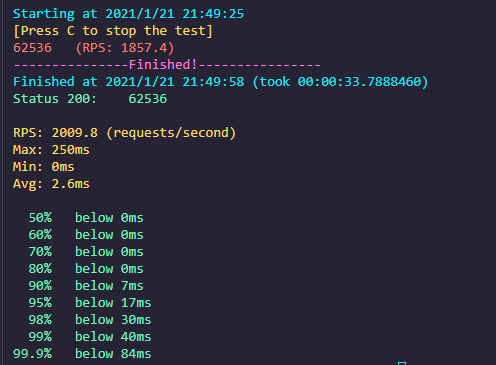 Starting at 2021/1/21 21:49:25
[Press C to stop the test]
62536   (RPS: 1857.4)
---------------Finished!----------------
Finished at 2021/1/21 21:49:58 (took 00:00:33.7888460)
Status 200:    62536

RPS: 2009.8 (requests/second)
Max: 250ms
Min: 0ms
Avg: 2.6ms

  50%   below 0ms
  60%   below 0ms
  70%   below 0ms
  80%   below 0ms
  90%   below 7ms
  95%   below 17ms
  98%   below 30ms
  99%   below 40ms
99.9%   below 84ms